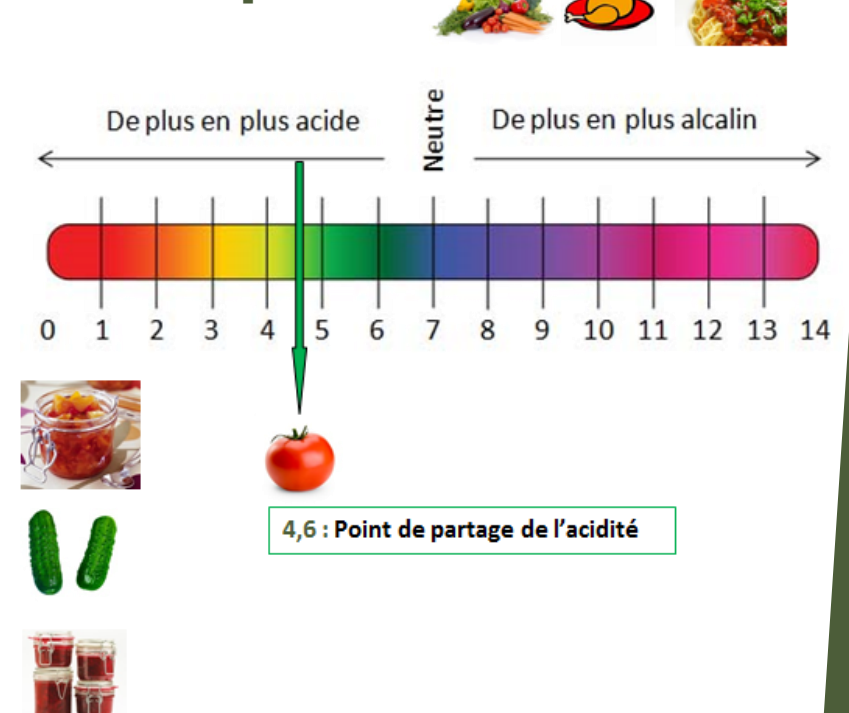 De plus en plus acide
Neutre
De plus en plus alcalin
0 1 2 3 4 5 6 7 8 9 10 11 12 13 14
4,6 : Point de partage de l'acidité